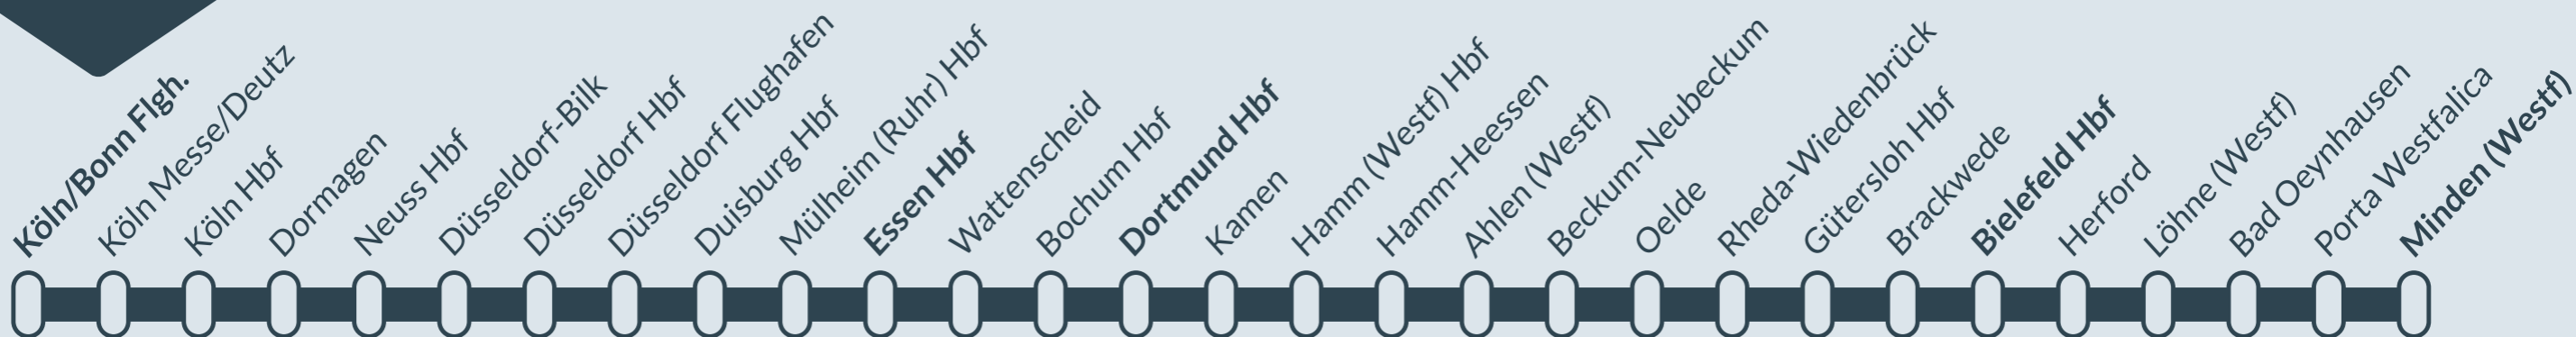 Köln/Bonn Flgh.
Köln Messe/Deutz
Köln Hbf
Dormagen
Neuss Hbf
Düsseldorf-Bilk
Düsseldorf Hbf
Düsseldorf Flughafen
Duisburg Hbf
Mülheim (Ruhr) Hbf
Essen Hbf
Wattenscheid
Bochum Hbf
Dortmund Hbf
Kamen
Hamm (Westf) Hbf
Hamm-Heessen
Ahlen (Westf)
Beckum-Neubeckum
Oelde
Rheda-Wiedenbrück
Gütersloh Hbf
Brackwede
Bielefeld Hbf
Herford
Löhne (Westf)
Bad Oeynhausen
Porta Westfalica
Minden (Westf)